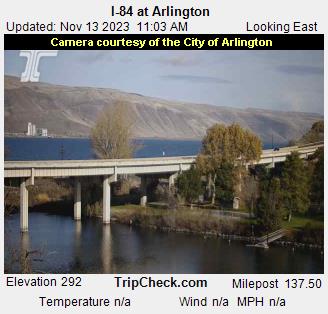 I-84 at Arlington
Updated: Nov 13 2023 11:03 AM Looking East
Camera courtesy of the City of Arlington
Elevation 292 TripCheck.com Milepost 137.50
Temperature n/a Wind n/a MPH n/a